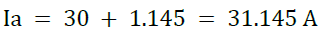 Ia = 30 + 1.145 = 31.145 A